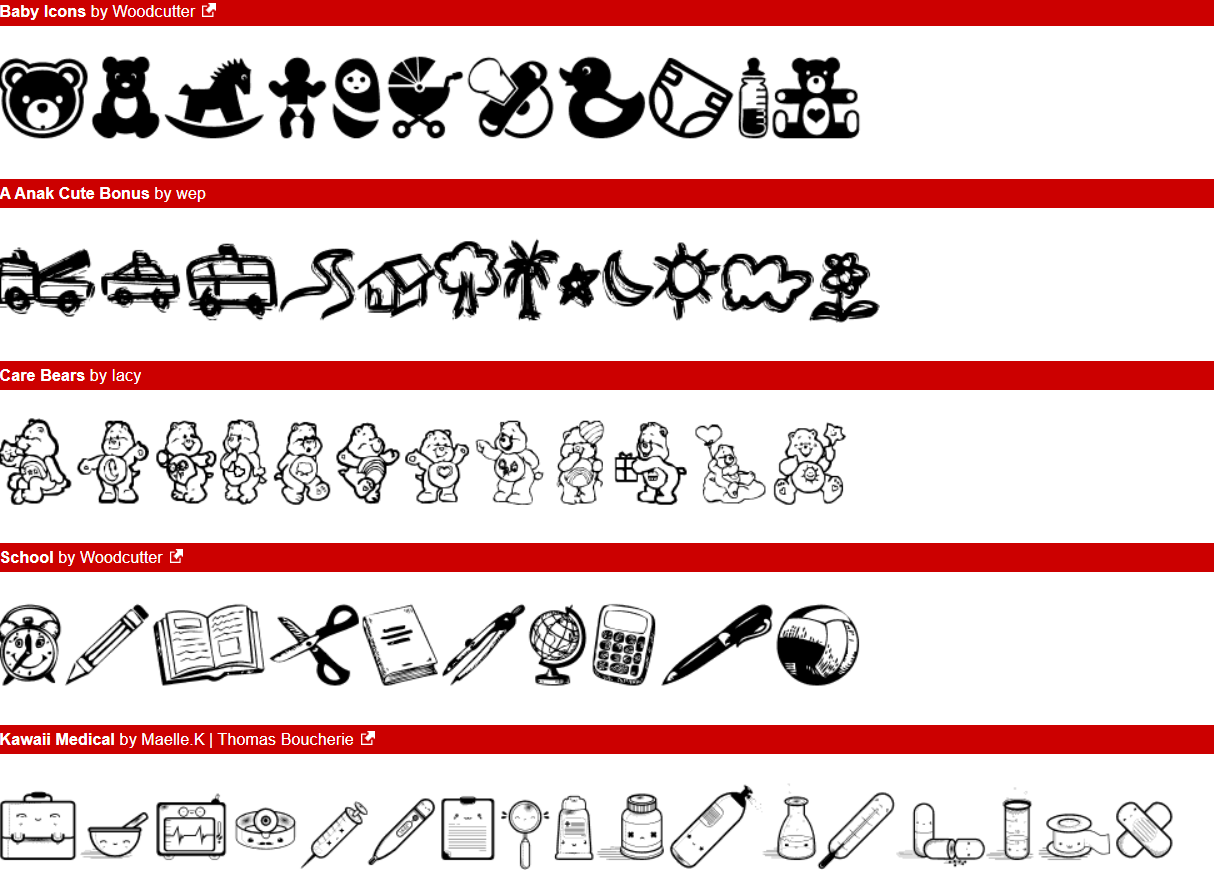 Baby Icons by Woodcutter
A Anak Cute Bonus by wep
Care Bears by lacy
School by Woodcutter
Kawaii Medical by Maelle.K | Thomas Boucherie